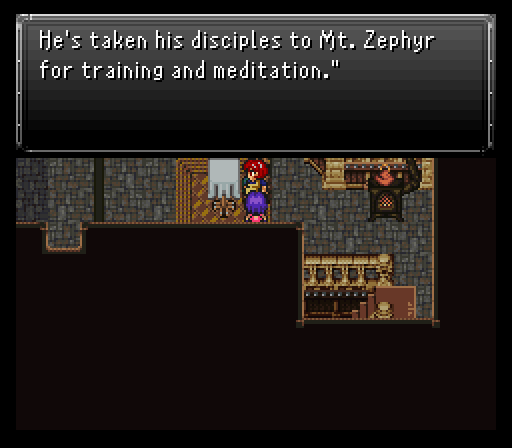 He's taken his disciples to Mt. Zephyr
for training and meditation."